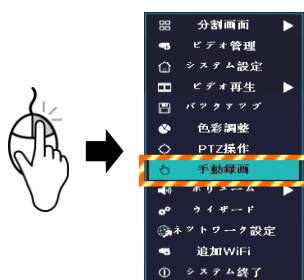 分割画面
ビデオ管理
システム設定
ビデオ再生
バックアップ
色彩調整
PTZ操作
手動録画
ボリューム
ウィザード
ネットワーク設定
追加WiFi
システム終了